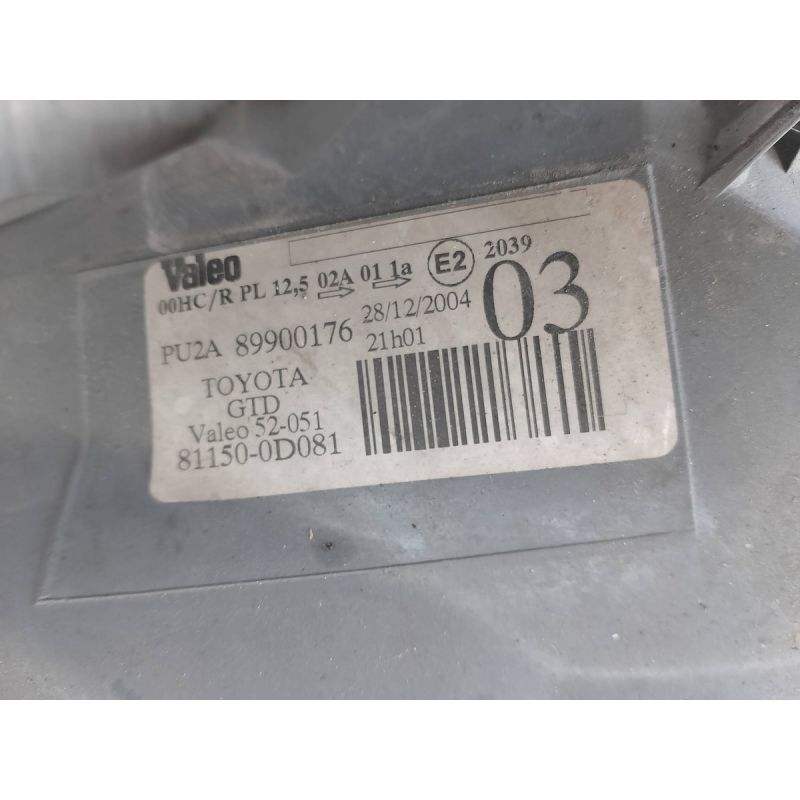 Valeo
00HC/R PL 12,5 02A 01 1a E2 2039
PU2A 89900176 28/12/2004 03
21h01
TOYOTA
GTD
Valeo 52-051
81150-0D081